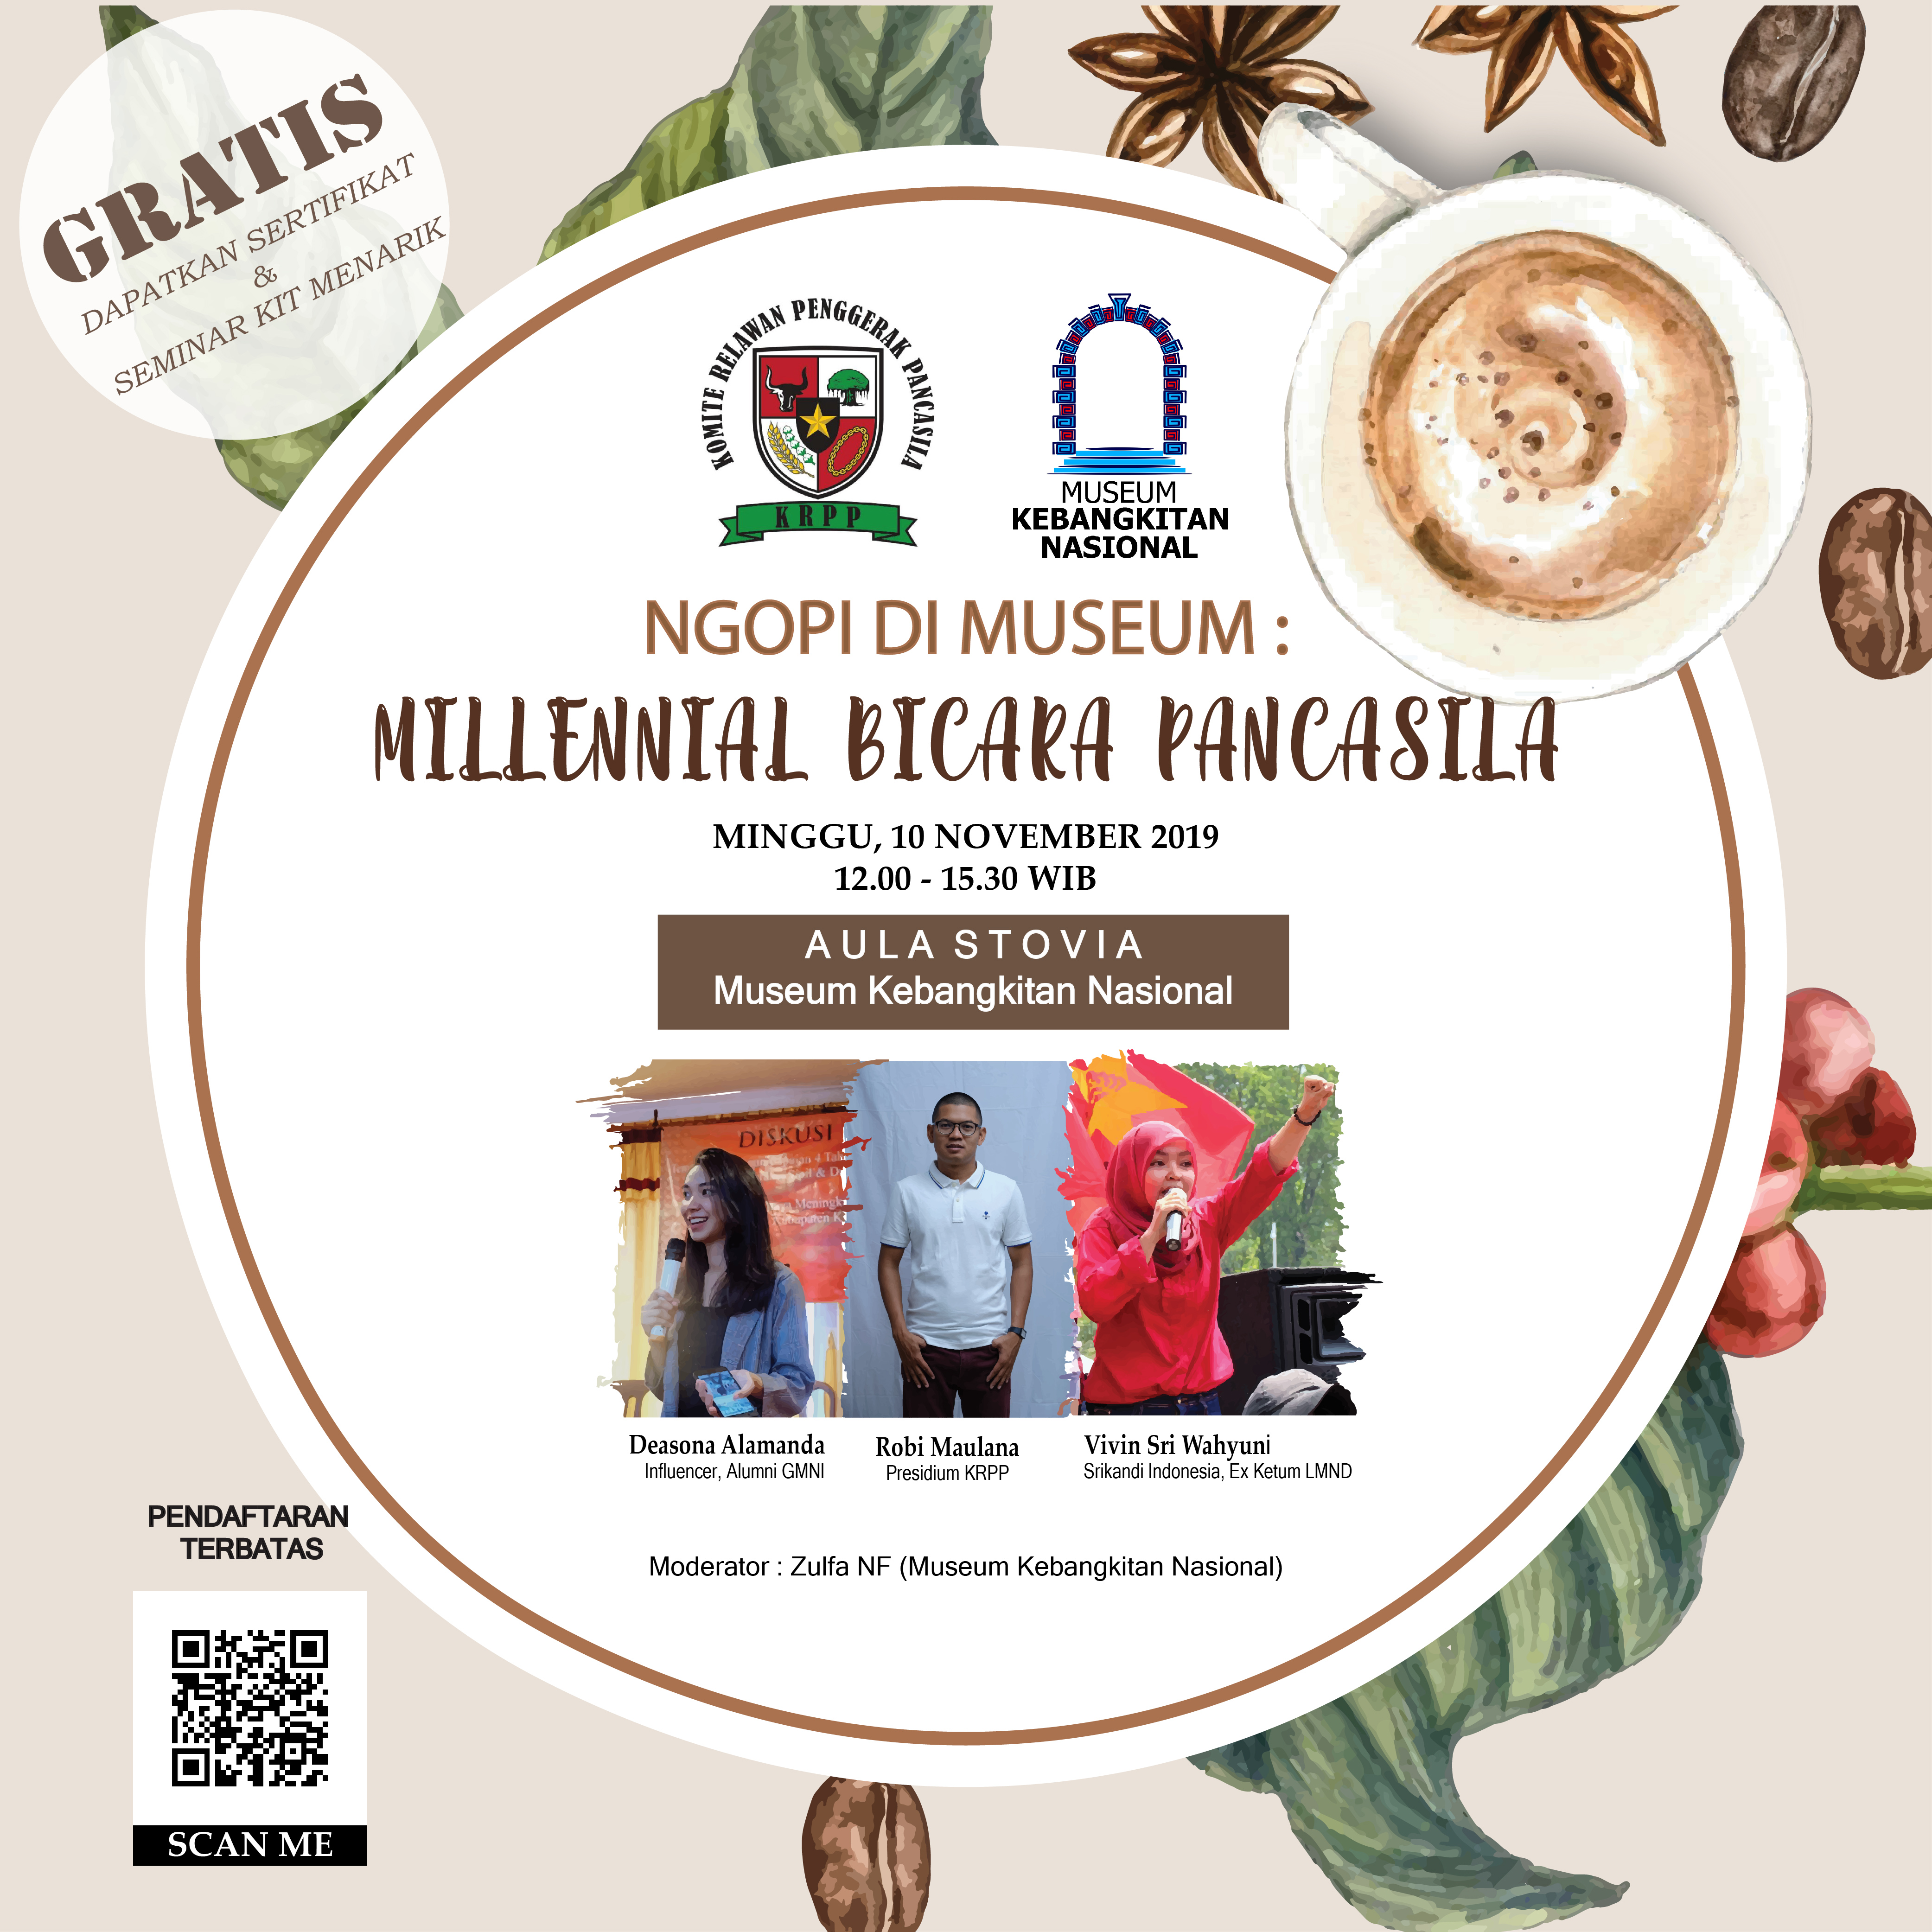 GRATIS
DAPATKAN SERTIFIKAT
&
SEMINAR KIT MENARIK
KOMITE RELAWAN PENGGERAK PANCASILA
KRPP
MUSEUM
KEBANGKITAN
NASIONAL
NGOPI DI MUSEUM :
MILLENNIAL BICARA PANCASILA
MINGGU, 10 NOVEMBER 2019
12.00 - 15.30 WIB
AULA STOVIA
Museum Kebangkitan Nasional
DISKUSI
4
& D
Meningk
Kabupaten K
Deasona Alamanda
Influencer, Alumni GMNI
Robi Maulana
Presidium KRPP
Vivin Sri Wahyuni
Srikandi Indonesia, Ex Ketum LMND
Moderator : Zulfa NF (Museum Kebangkitan Nasional)
PENDAFTARAN
TERBATAS
SCAN ME